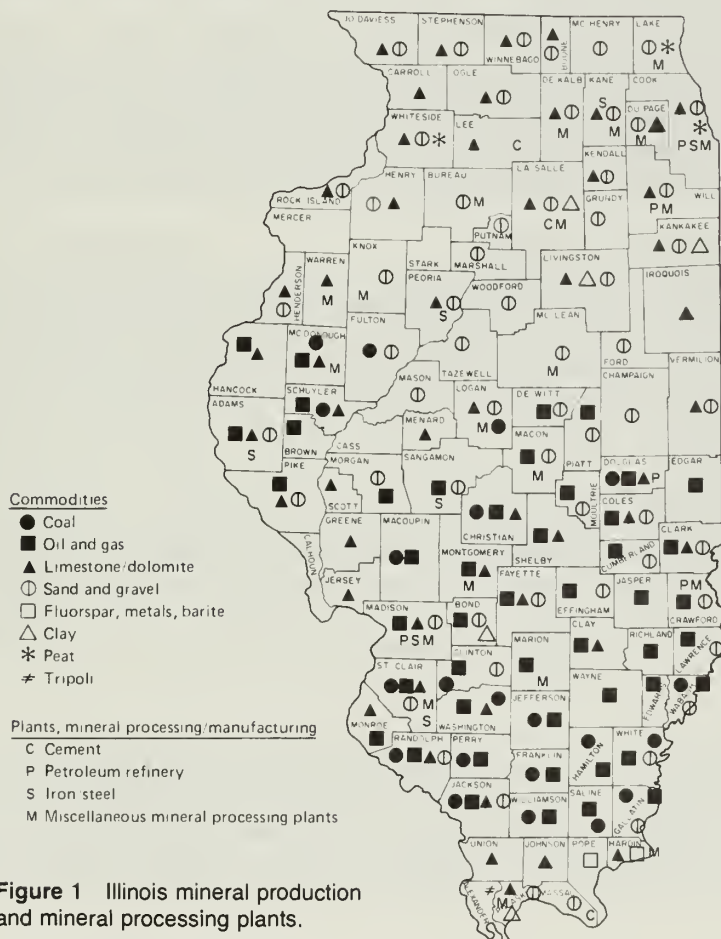 JO DAVIESS STEPHENSON WINNEBAGO BOONE MC HENRY LAKE
M
CARROLL OGLE DE KALB KANE COOK
S DU PAGE
WHITESIDE LEE M M M PSM
C
KENDALL
HENRY BUREAU LA SALLE GRUNDY WILL
ROCK ISLAND M CM PM
MERCER PUTNAM KANKAKEE
KNOX STARK MARSHALL LIVINGSTON
WARREN PEORIA WOODFORD IROQUOIS
HENDERSON M M S
MC DONOUGH FULTON MC LEAN
M TAZEWELL M FORD VERMILION
HANCOCK MASON LOGAN DE WITT CHAMPAIGN
ADAMS SCHUYLER MENARD M MACON
S BROWN CASS PIATT
PIKE MORGAN SANGAMON M DOUGLAS P EDGAR
SCOTT S MOULTRIE COLES
GREENE MACOUPIN CHRISTIAN SHELBY CLARK
CALHOUN MONTGOMERY CUMBERLAND
JERSEY M FAYETTE EFFINGHAM JASPER PM
MADISON BOND CRAWFORD
PSM CLAY RICHLAND LAWRENCE
CLINTON MARION
ST CLAIR M M WAYNE EDWARDS WABASH
S WASHINGTON JEFFERSON
MONROE RANDOLPH PERRY HAMILTON WHITE
FRANKLIN
JACKSON WILLIAMSON SALINE GALLATIN
UNION JOHNSON POPE HARDIN M
ALEXANDER M MASSAC
C
Commodities
Coal
Oil and gas
Limestone/dolomite
Sand and gravel
Fluorspar, metals, barite
Clay
Peat
Tripoli
Plants, mineral processing/manufacturing
C Cement
P Petroleum refinery
S Iron steel
M Miscellaneous mineral processing plants
Figure 1 Illinois mineral production
and mineral processing plants.